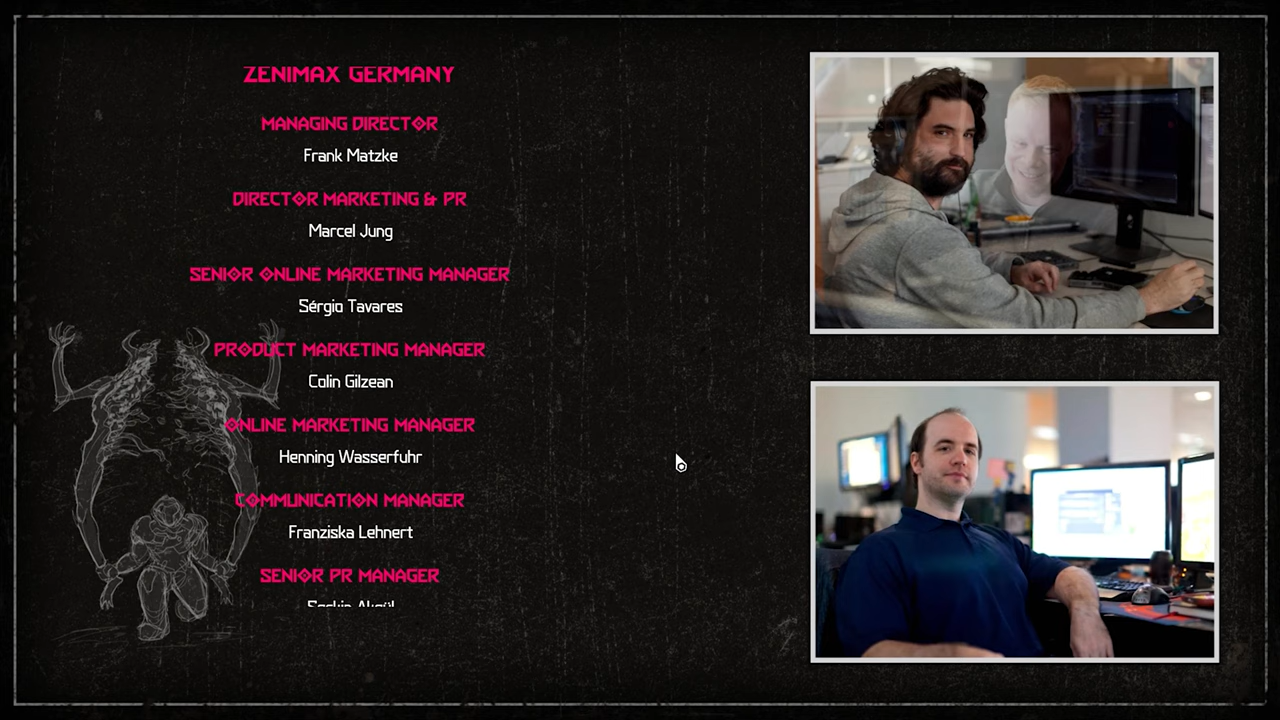 ZENIMAX GERMANY
MANAGING DIRECTOR
Frank Matzke
DIRECTOR MARKETING & PR
Marcel Jung
SENIOR ONLINE MARKETING MANAGER
Sérgio Tavares
PRODUCT MARKETING MANAGER
Colin Gilzean
ONLINE MARKETING MANAGER
Henning Wasserfuhr
COMMUNICATION MANAGER
Franziska Lehnert
SENIOR PR MANAGER